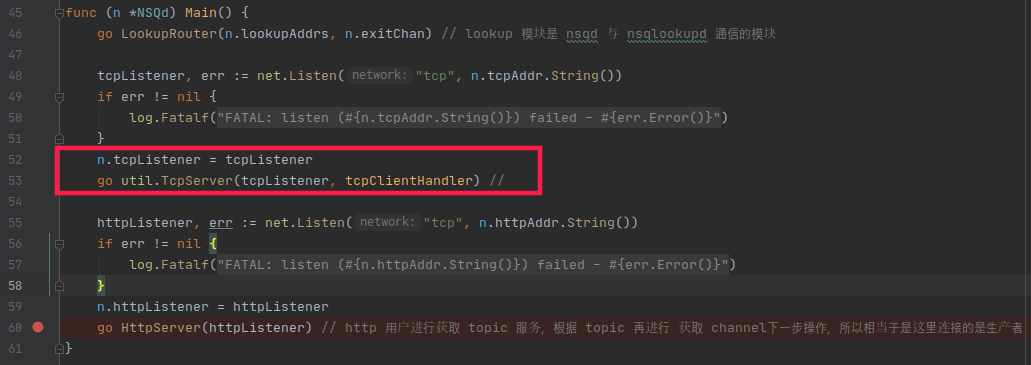 45 func (n *NSQd) Main() {
46 go LookupRouter(n.lookupAddrs, n.exitChan) // lookup 模块是 nsqd 与 nsqlookupd 通信的模块
47
48 tcpListener, err := net.Listen( network: "tcp", n.tcpAddr.String())
49 if err != nil {
50 log.Fatalf("FATAL: listen (#{n.tcpAddr.String()}) failed - #{err.Error()}")
51 }
52 n.tcpListener = tcpListener
53 go util.TcpServer(tcpListener, tcpClientHandler) //
54
55 httpListener, err := net.Listen( network: "tcp", n.httpAddr.String())
56 if err != nil {
57 log.Fatalf("FATAL: listen (#{n.httpAddr.String()}) failed - #{err.Error()}")
58 }
59 n.httpListener = httpListener
60 go HttpServer(httpListener) // http 用户进行获取 topic 服务，根据 topic 再进行 获取 channel下一步操作，所以相当于是这里连接的是生产者
61 }